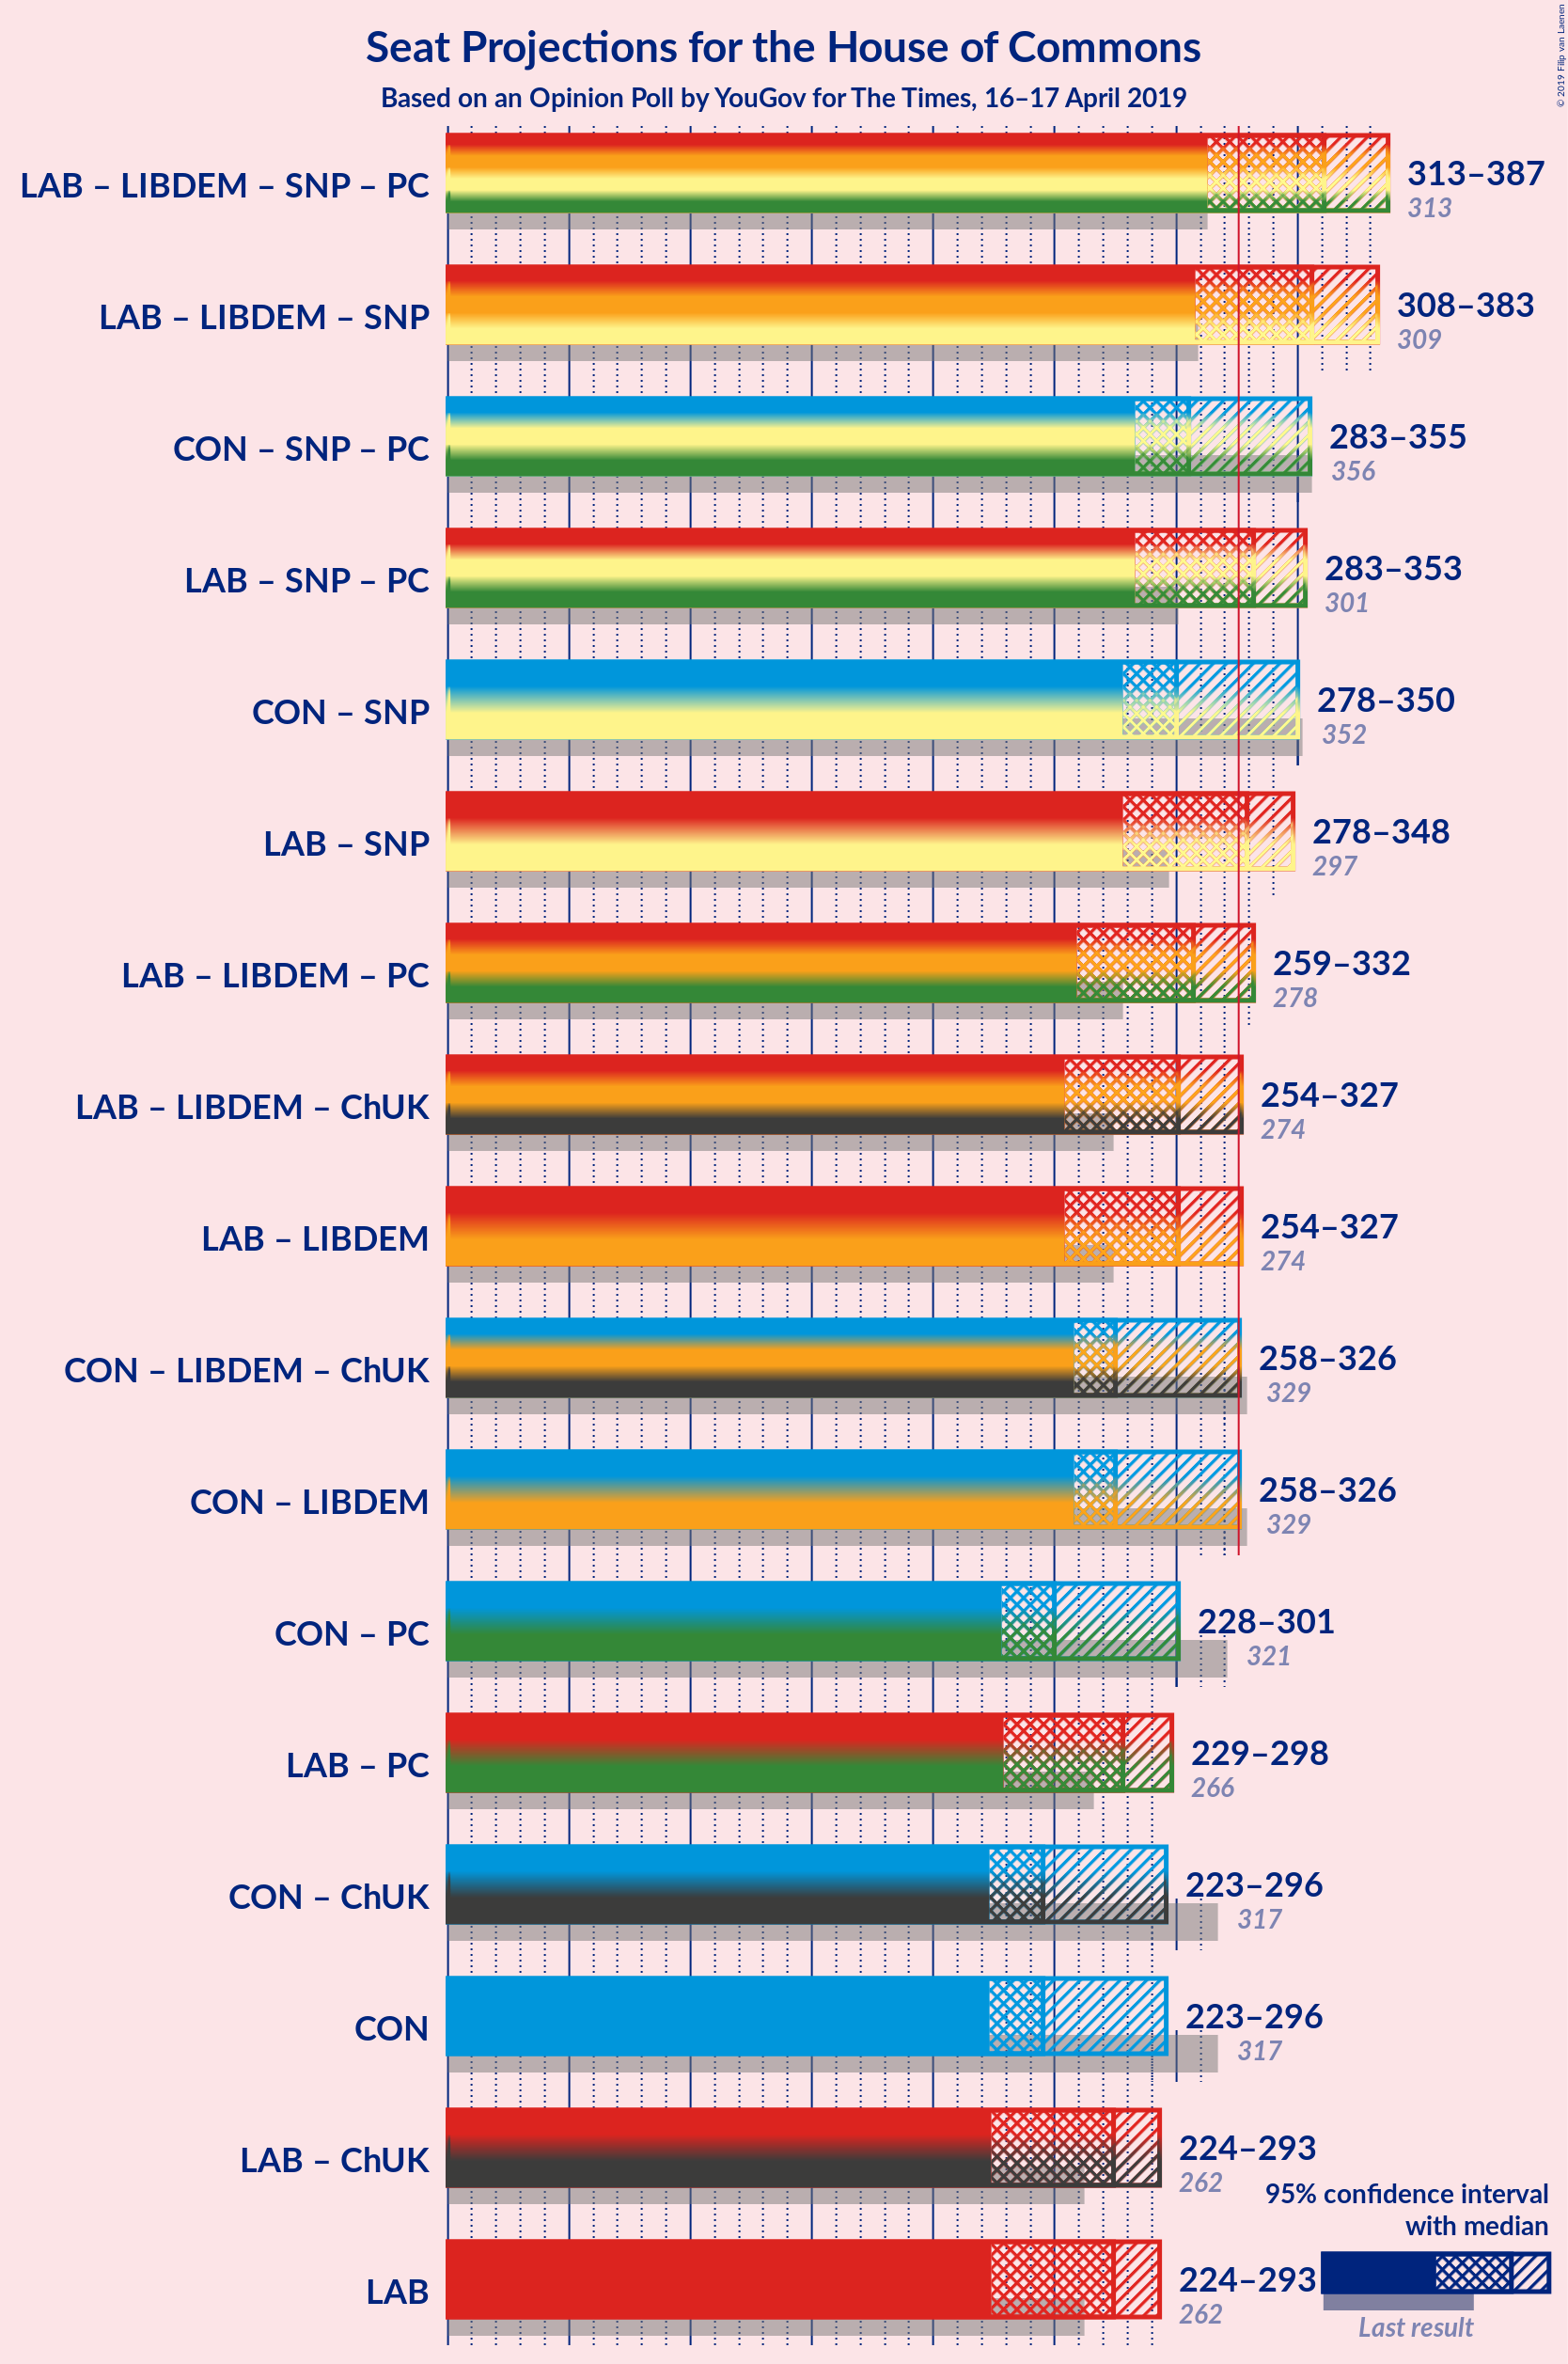 © 2019 Filip van Laenen
Seat Projections for the House of Commons
Based on an Opinion Poll by YouGov for The Times, 16–17 April 2019
LAB – LIBDEM – SNP – PC
313–387
313
LAB – LIBDEM – SNP
308–383
309
CON – SNP – PC
283–355
356
LAB – SNP – PC
283–353
301
CON – SNP
278–350
352
LAB – SNP
278–348
297
LAB – LIBDEM – PC
259–332
278
LAB – LIBDEM – ChUK
254–327
274
LAB – LIBDEM
254–327
274
CON – LIBDEM – ChUK
258–326
329
CON – LIBDEM
258–326
329
CON – PC
228–301
321
LAB – PC
229–298
266
CON – ChUK
223–296
317
CON
223–296
317
LAB – ChUK
224–293
262
LAB
224–293
262
95% confidence interval
with median
Last result